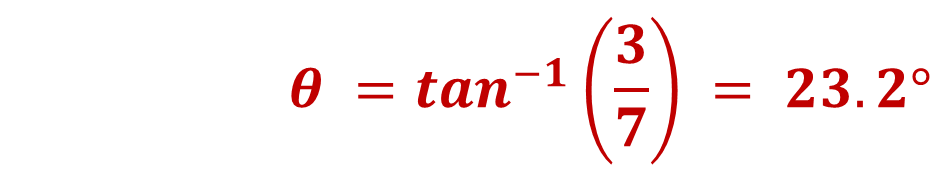 θ = tan⁻¹(3/7) = 23.2°